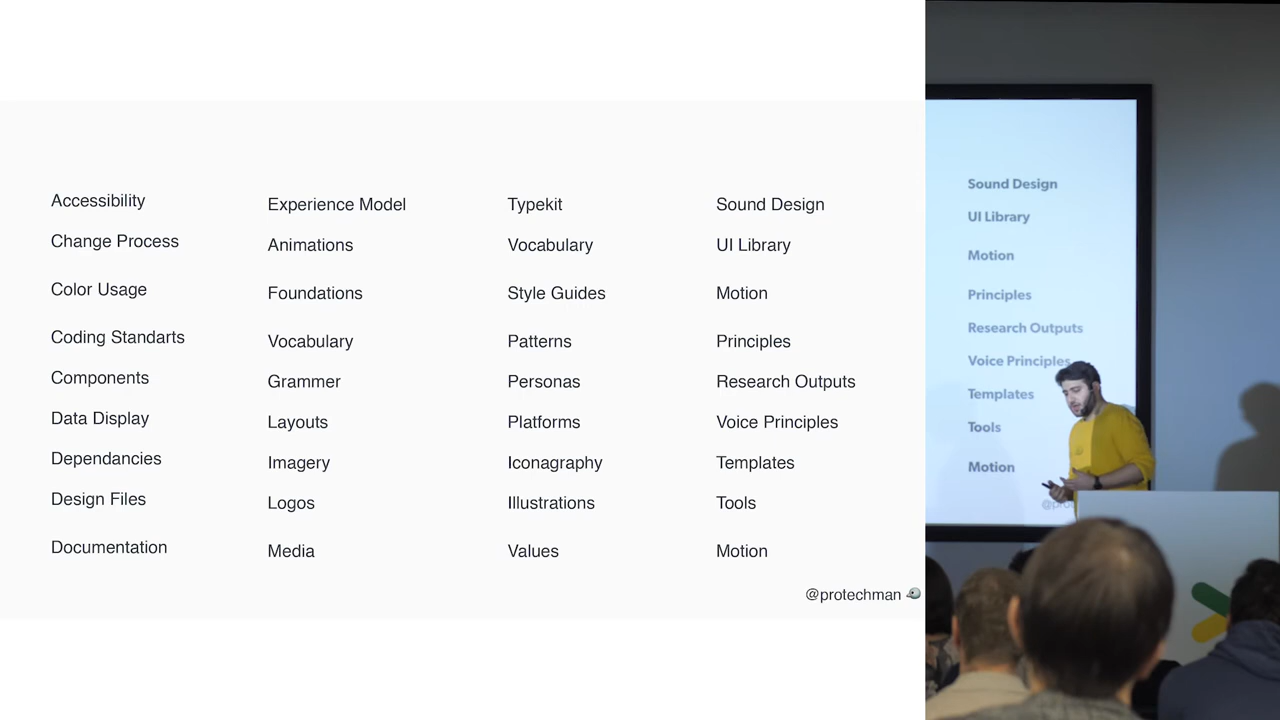 Accessibility
Change Process
Color Usage
Coding Standarts
Components
Data Display
Dependancies
Design Files
Documentation
Experience Model
Animations
Foundations
Vocabulary
Grammer
Layouts
Imagery
Logos
Media
Typekit
Vocabulary
Style Guides
Patterns
Personas
Platforms
Iconagraphy
Illustrations
Values
Sound Design
UI Library
Motion
Principles
Research Outputs
Voice Principles
Templates
Tools
Motion
@protechman
Sound Design
UI Library
Motion
Principles
Research Outputs
Voice Principles
Templates
Tools
Motion